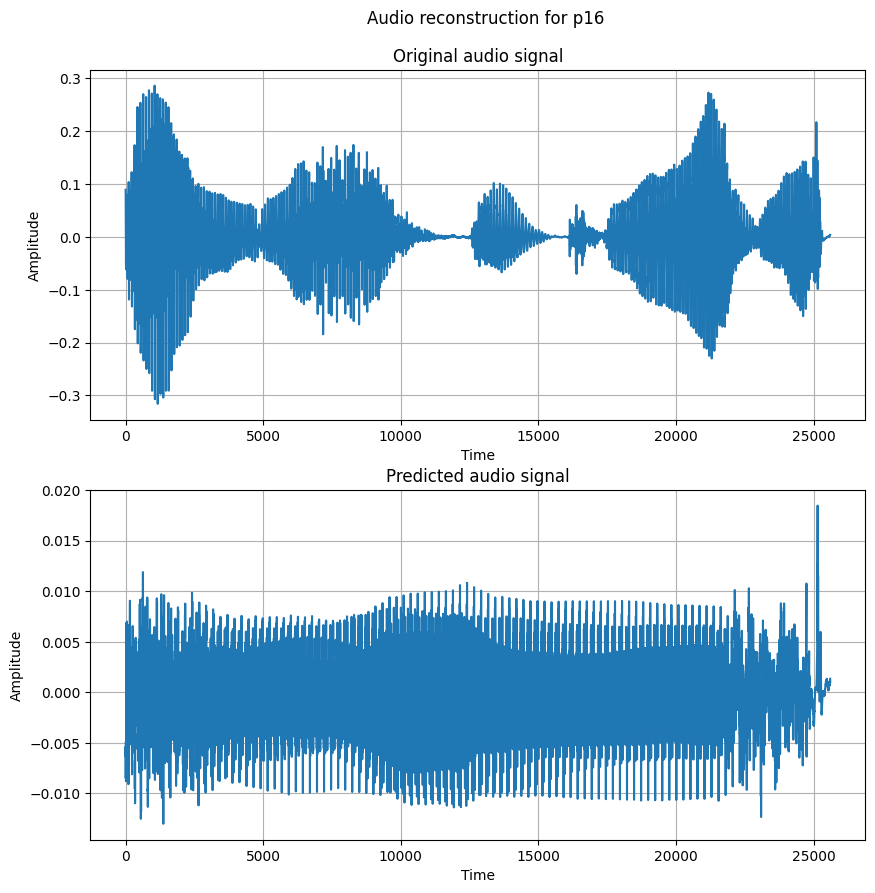 Audio reconstruction for p16
Original audio signal
0.3
0.2
0.1
0.0
−0.1
−0.2
−0.3
Amplitude
0 5000 10000 15000 20000 25000
Time
Predicted audio signal
0.020
0.015
0.010
0.005
0.000
−0.005
−0.010
Amplitude
0 5000 10000 15000 20000 25000
Time